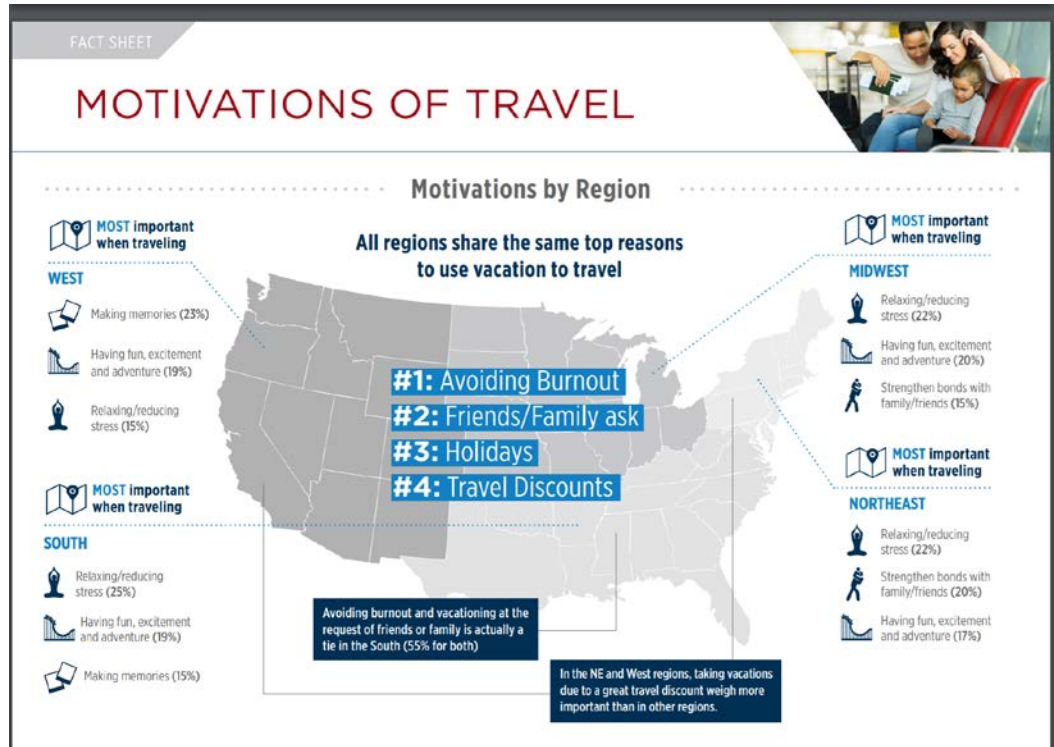 FACT SHEET
MOTIVATIONS OF TRAVEL
Motivations by Region
All regions share the same top reasons
to use vacation to travel
MOST important
when traveling
WEST
Making memories (23%)
Having fun, excitement
and adventure (19%)
Relaxing/reducing
stress (15%)
MOST important
when traveling
SOUTH
Relaxing/reducing
stress (25%)
Having fun, excitement
and adventure (19%)
Making memories (15%)
#1: Avoiding Burnout
#2: Friends/Family ask
#3: Holidays
#4: Travel Discounts
Avoiding burnout and vacationing at the
request of friends or family is actually a
tie in the South (55% for both)
In the NE and West regions, taking vacations
due to a great travel discount weigh more
important than in other regions.
MOST important
when traveling
MIDWEST
Relaxing/reducing
stress (22%)
Having fun, excitement
and adventure (20%)
Strengthen bonds with
family/friends (15%)
MOST important
when traveling
NORTHEAST
Relaxing/reducing
stress (22%)
Strengthen bonds with
family/friends (20%)
Having fun, excitement
and adventure (17%)